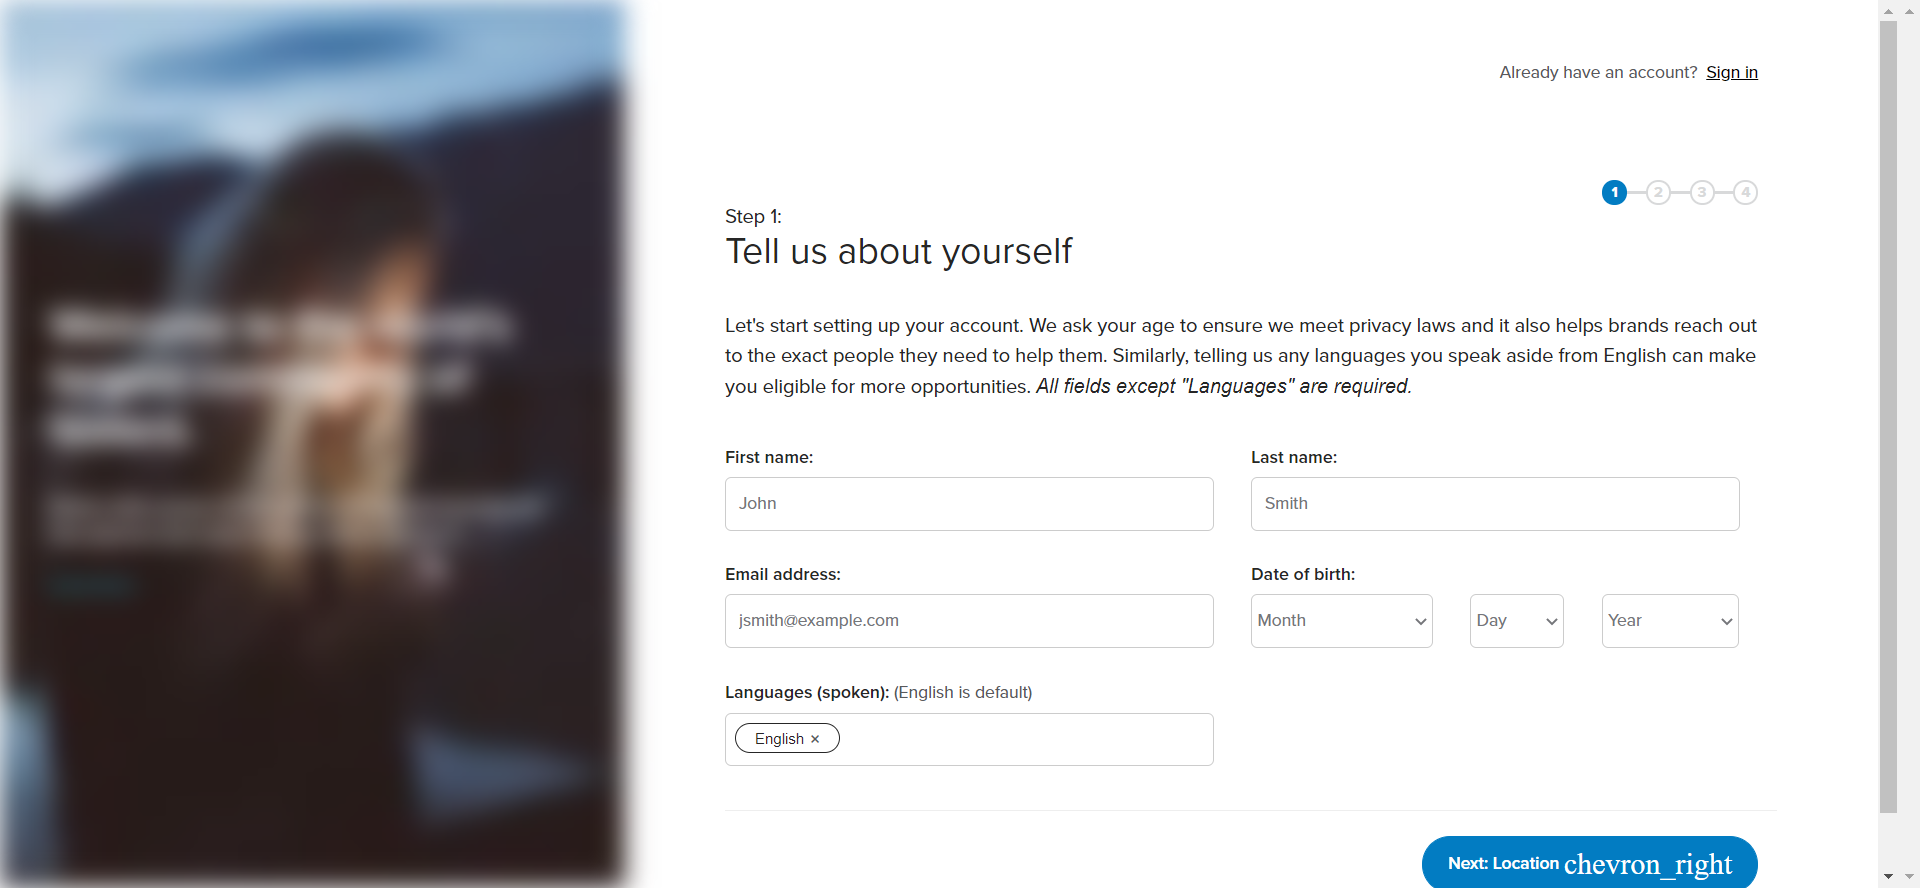 Already have an account? Sign in
1 2 3 4
Step 1:
Tell us about yourself
Let's start setting up your account. We ask your age to ensure we meet privacy laws and it also helps brands reach out
to the exact people they need to help them. Similarly, telling us any languages you speak aside from English can make
you eligible for more opportunities. All fields except "Languages" are required.
First name: Last name:
John Smith
Email address: Date of birth:
jsmith@example.com Month Day Year
Languages (spoken): (English is default)
English ×
Next: Location chevron_right